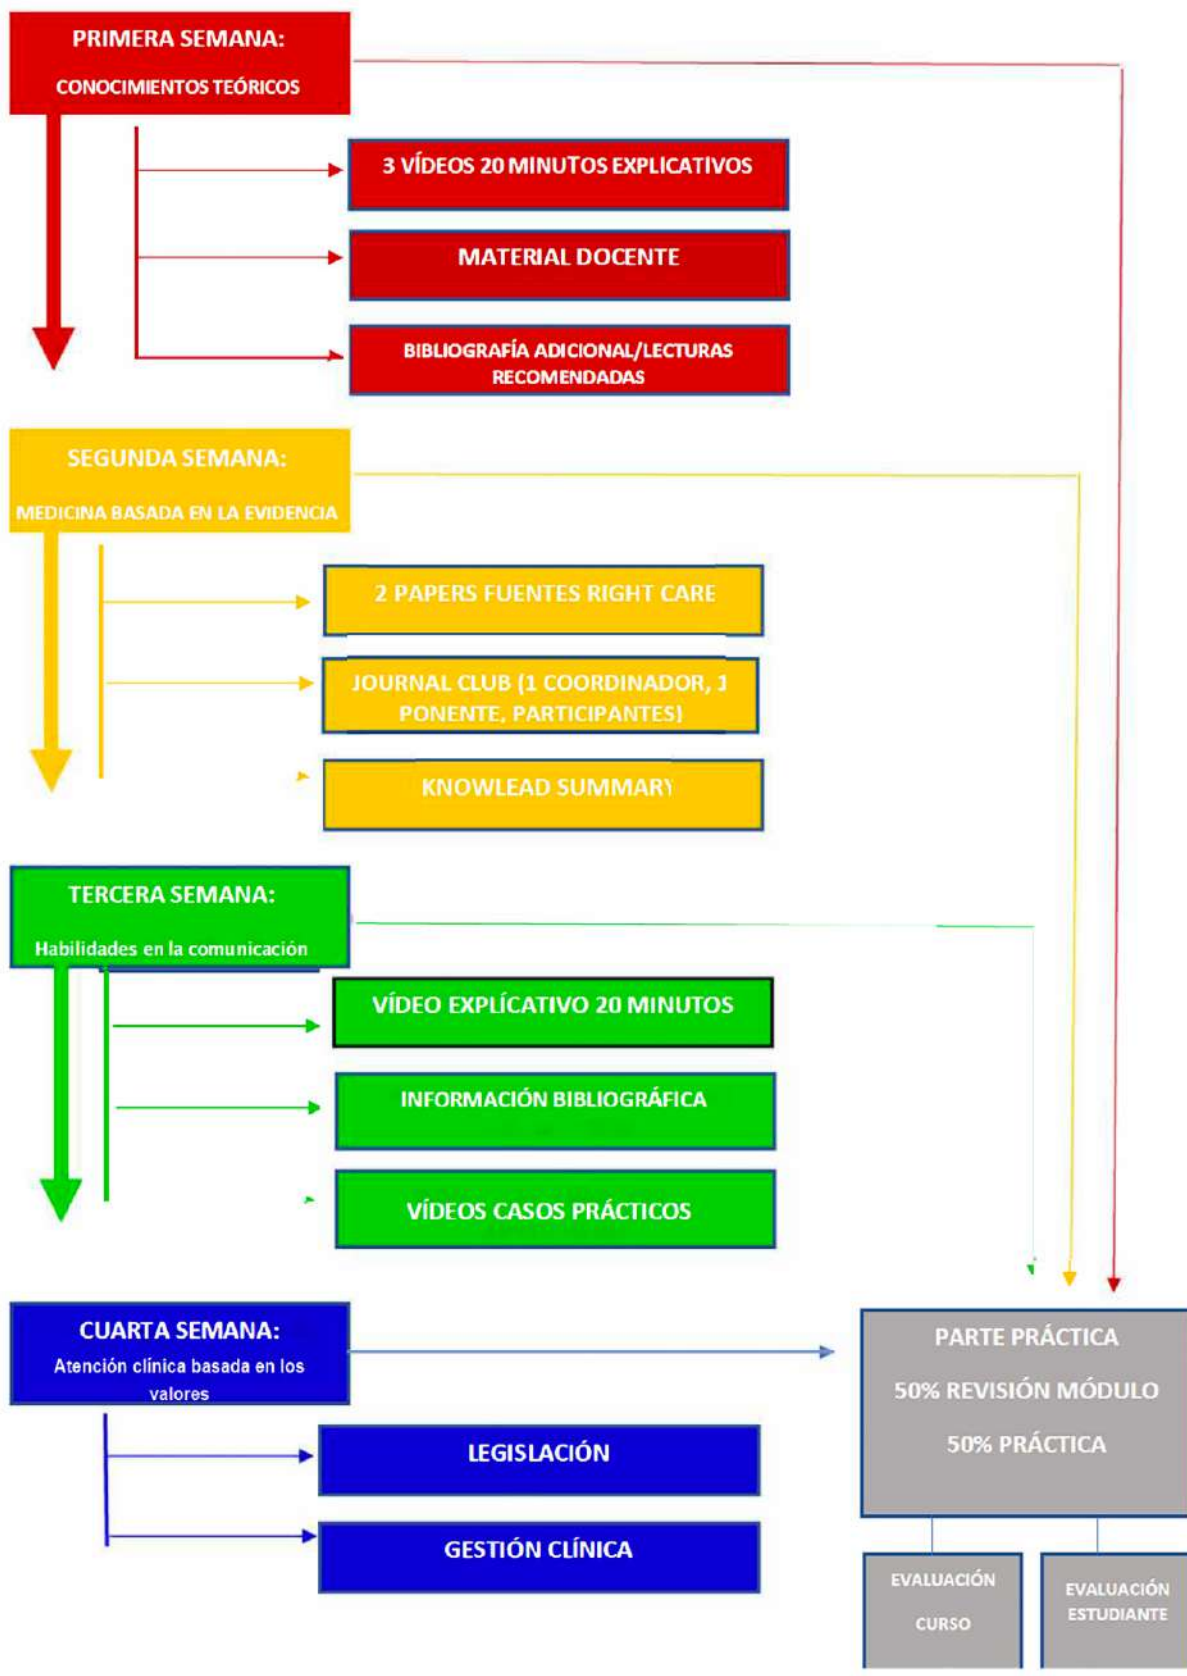 PRIMERA SEMANA:
CONOCIMIENTOS TEÓRICOS
3 VÍDEOS 20 MINUTOS EXPLICATIVOS
MATERIAL DOCENTE
BIBLIOGRAFÍA ADICIONAL/LECTURAS
RECOMENDADAS
SEGUNDA SEMANA:
MEDICINA BASADA EN LA EVIDENCIA
2 PAPERS FUENTES RIGHT CARE
JOURNAL CLUB (1 COORDINADOR, 1
PONENTE, PARTICIPANTES)
KNOWLEAD SUMMARY
TERCERA SEMANA:
Habilidades en la comunicación
VÍDEO EXPLÍCATIVO 20 MINUTOS
INFORMACIÓN BIBLIOGRÁFICA
VÍDEOS CASOS PRÁCTICOS
CUARTA SEMANA:
Atención clínica basada en los
valores
LEGISLACIÓN
GESTIÓN CLÍNICA
PARTE PRÁCTICA
50% REVISIÓN MÓDULO
50% PRÁCTICA
EVALUACIÓN
CURSO
EVALUACIÓN
ESTUDIANTE